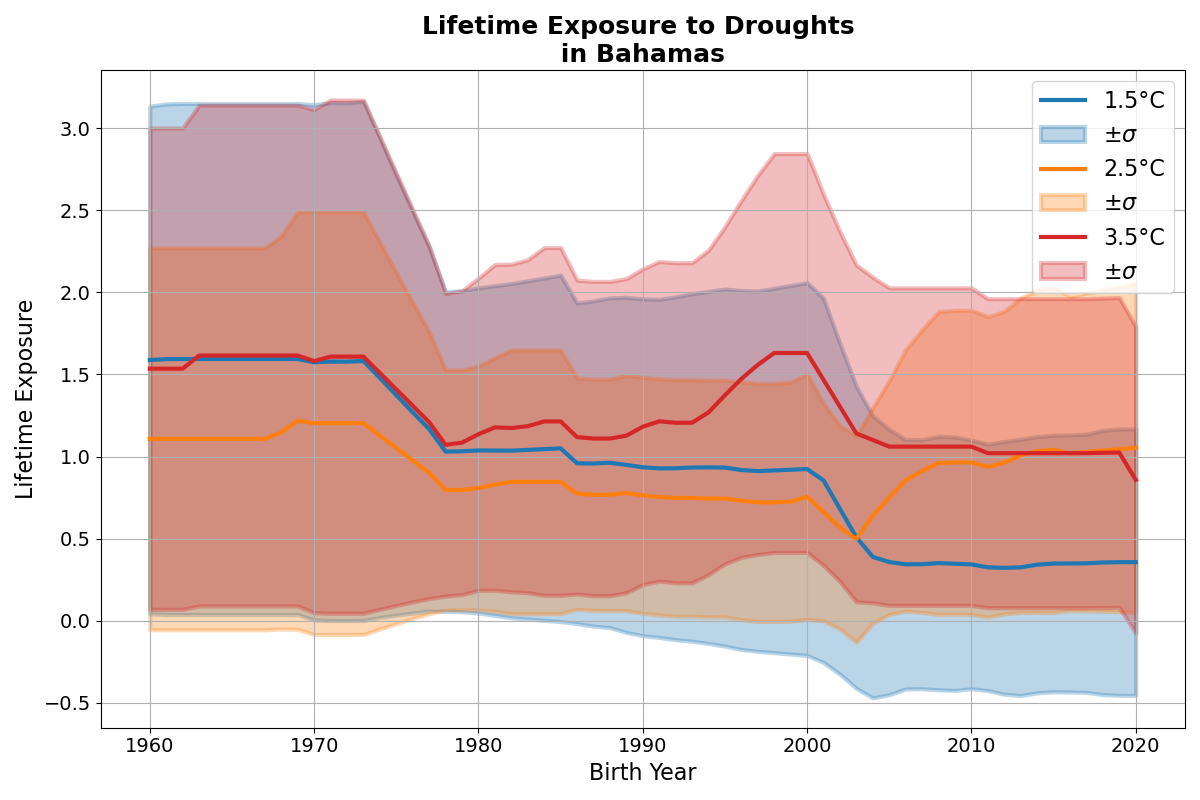 Lifetime Exposure to Droughts
in Bahamas
1.5°C
±σ
2.5°C
±σ
3.5°C
±σ
Lifetime Exposure
3.0
2.5
2.0
1.5
1.0
0.5
0.0
−0.5
1960
1970
1980
1990
2000
2010
2020
Birth Year